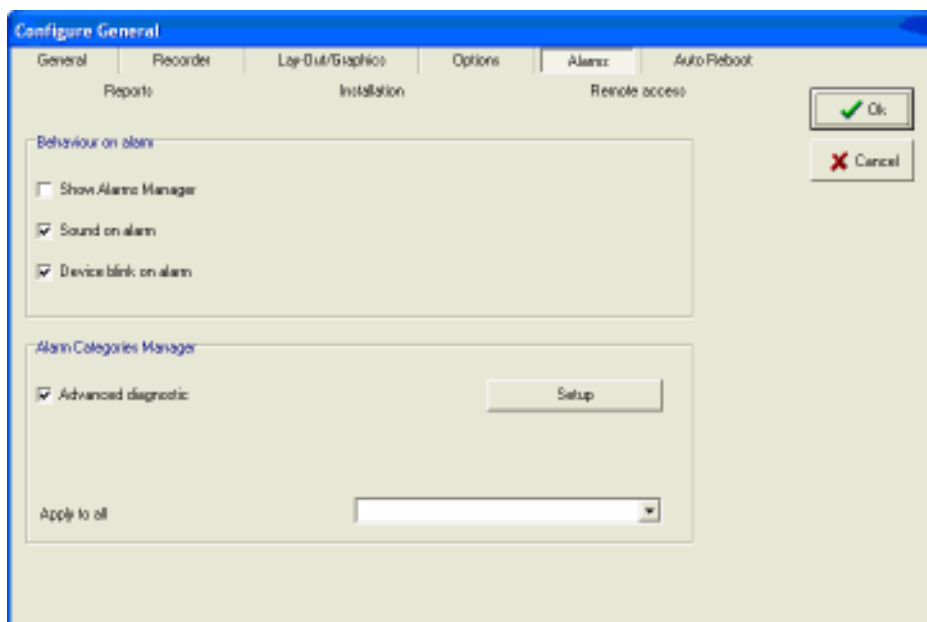 Configure General
General Recorder Lay-Out/Graphics Options Alarms Auto Reboot
Reports Installation Remote access
Ok
Cancel
Behaviour on alarm
Show Alarms Manager
Sound on alarm
Device blink on alarm
Alarm Categories Manager
Advanced diagnostic
Setup
Apply to all